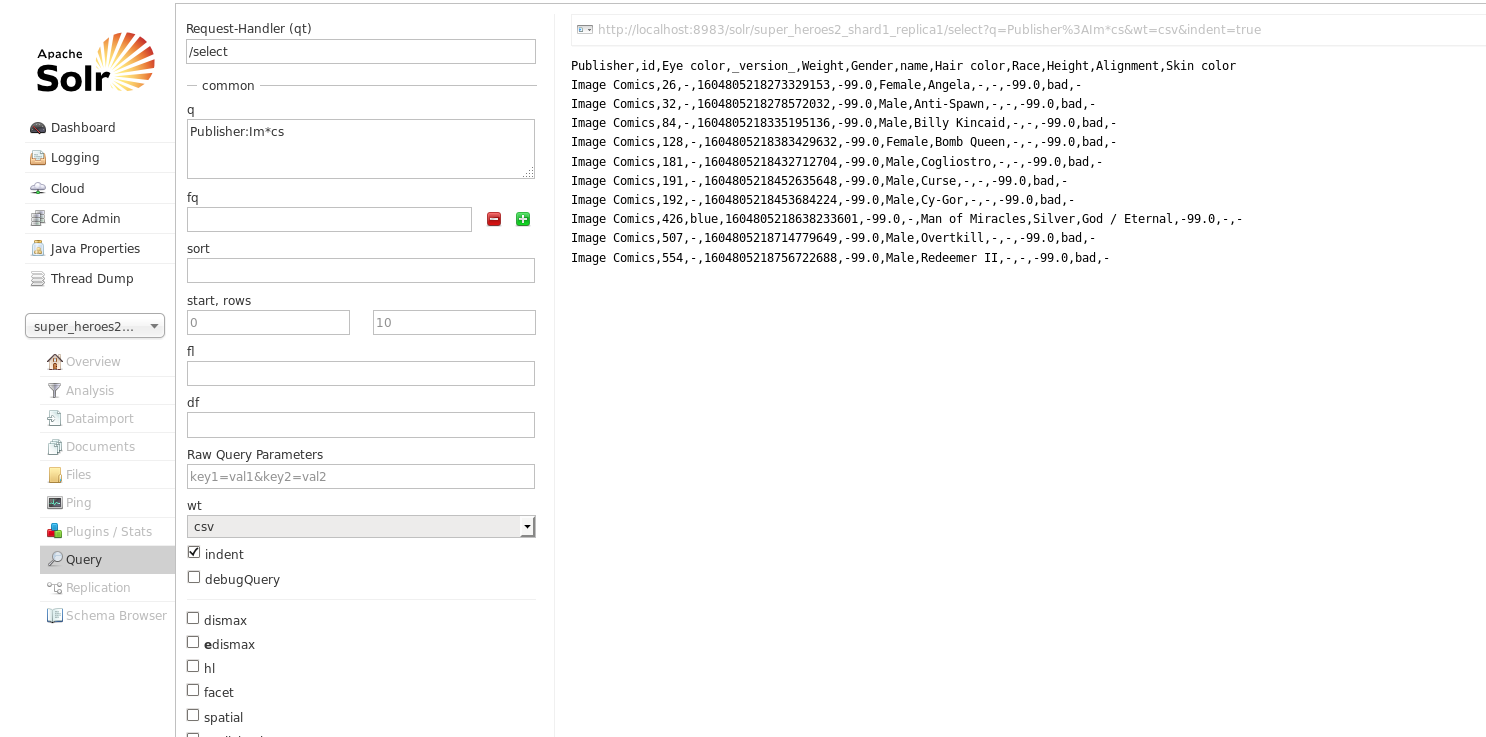 Apache
Solr
Dashboard
Logging
Cloud
Core Admin
Java Properties
Thread Dump
super_heroes2...
Overview
Analysis
Dataimport
Documents
Files
Ping
Plugins / Stats
Query
Replication
Schema Browser
Request-Handler (qt)
/select
common
q
Publisher:Im*cs
fq
sort
start, rows
0
10
fl
df
Raw Query Parameters
key1=val1&key2=val2
wt
csv
indent
debugQuery
dismax
edismax
hl
facet
spatial
http://localhost:8983/solr/super_heroes2_shard1_replica1/select?q=Publisher%3AIm*cs&wt=csv&indent=true
Publisher,id,Eye color,_version_,Weight,Gender,name,Hair color,Race,Height,Alignment,Skin color
Image Comics,26,-,1604805218273329153,-99.0,Female,Angela,-,-,-99.0,bad,-
Image Comics,32,-,1604805218278572032,-99.0,Male,Anti-Spawn,-,-,-99.0,bad,-
Image Comics,84,-,1604805218335195136,-99.0,Male,Billy Kincaid,-,-,-99.0,bad,-
Image Comics,128,-,1604805218383429632,-99.0,Female,Bomb Queen,-,-,-99.0,bad,-
Image Comics,181,-,1604805218432712704,-99.0,Male,Cogliostro,-,-,-99.0,bad,-
Image Comics,191,-,1604805218452635648,-99.0,Male,Curse,-,-,-99.0,bad,-
Image Comics,192,-,1604805218453684224,-99.0,Male,Cy-Gor,-,-,-99.0,bad,-
Image Comics,426,blue,1604805218638233601,-99.0,-,Man of Miracles,Silver,God / Eternal,-99.0,-,-
Image Comics,507,-,1604805218714779649,-99.0,Male,Overtkill,-,-,-99.0,bad,-
Image Comics,554,-,1604805218756722688,-99.0,Male,Redeemer II,-,-,-99.0,bad,-